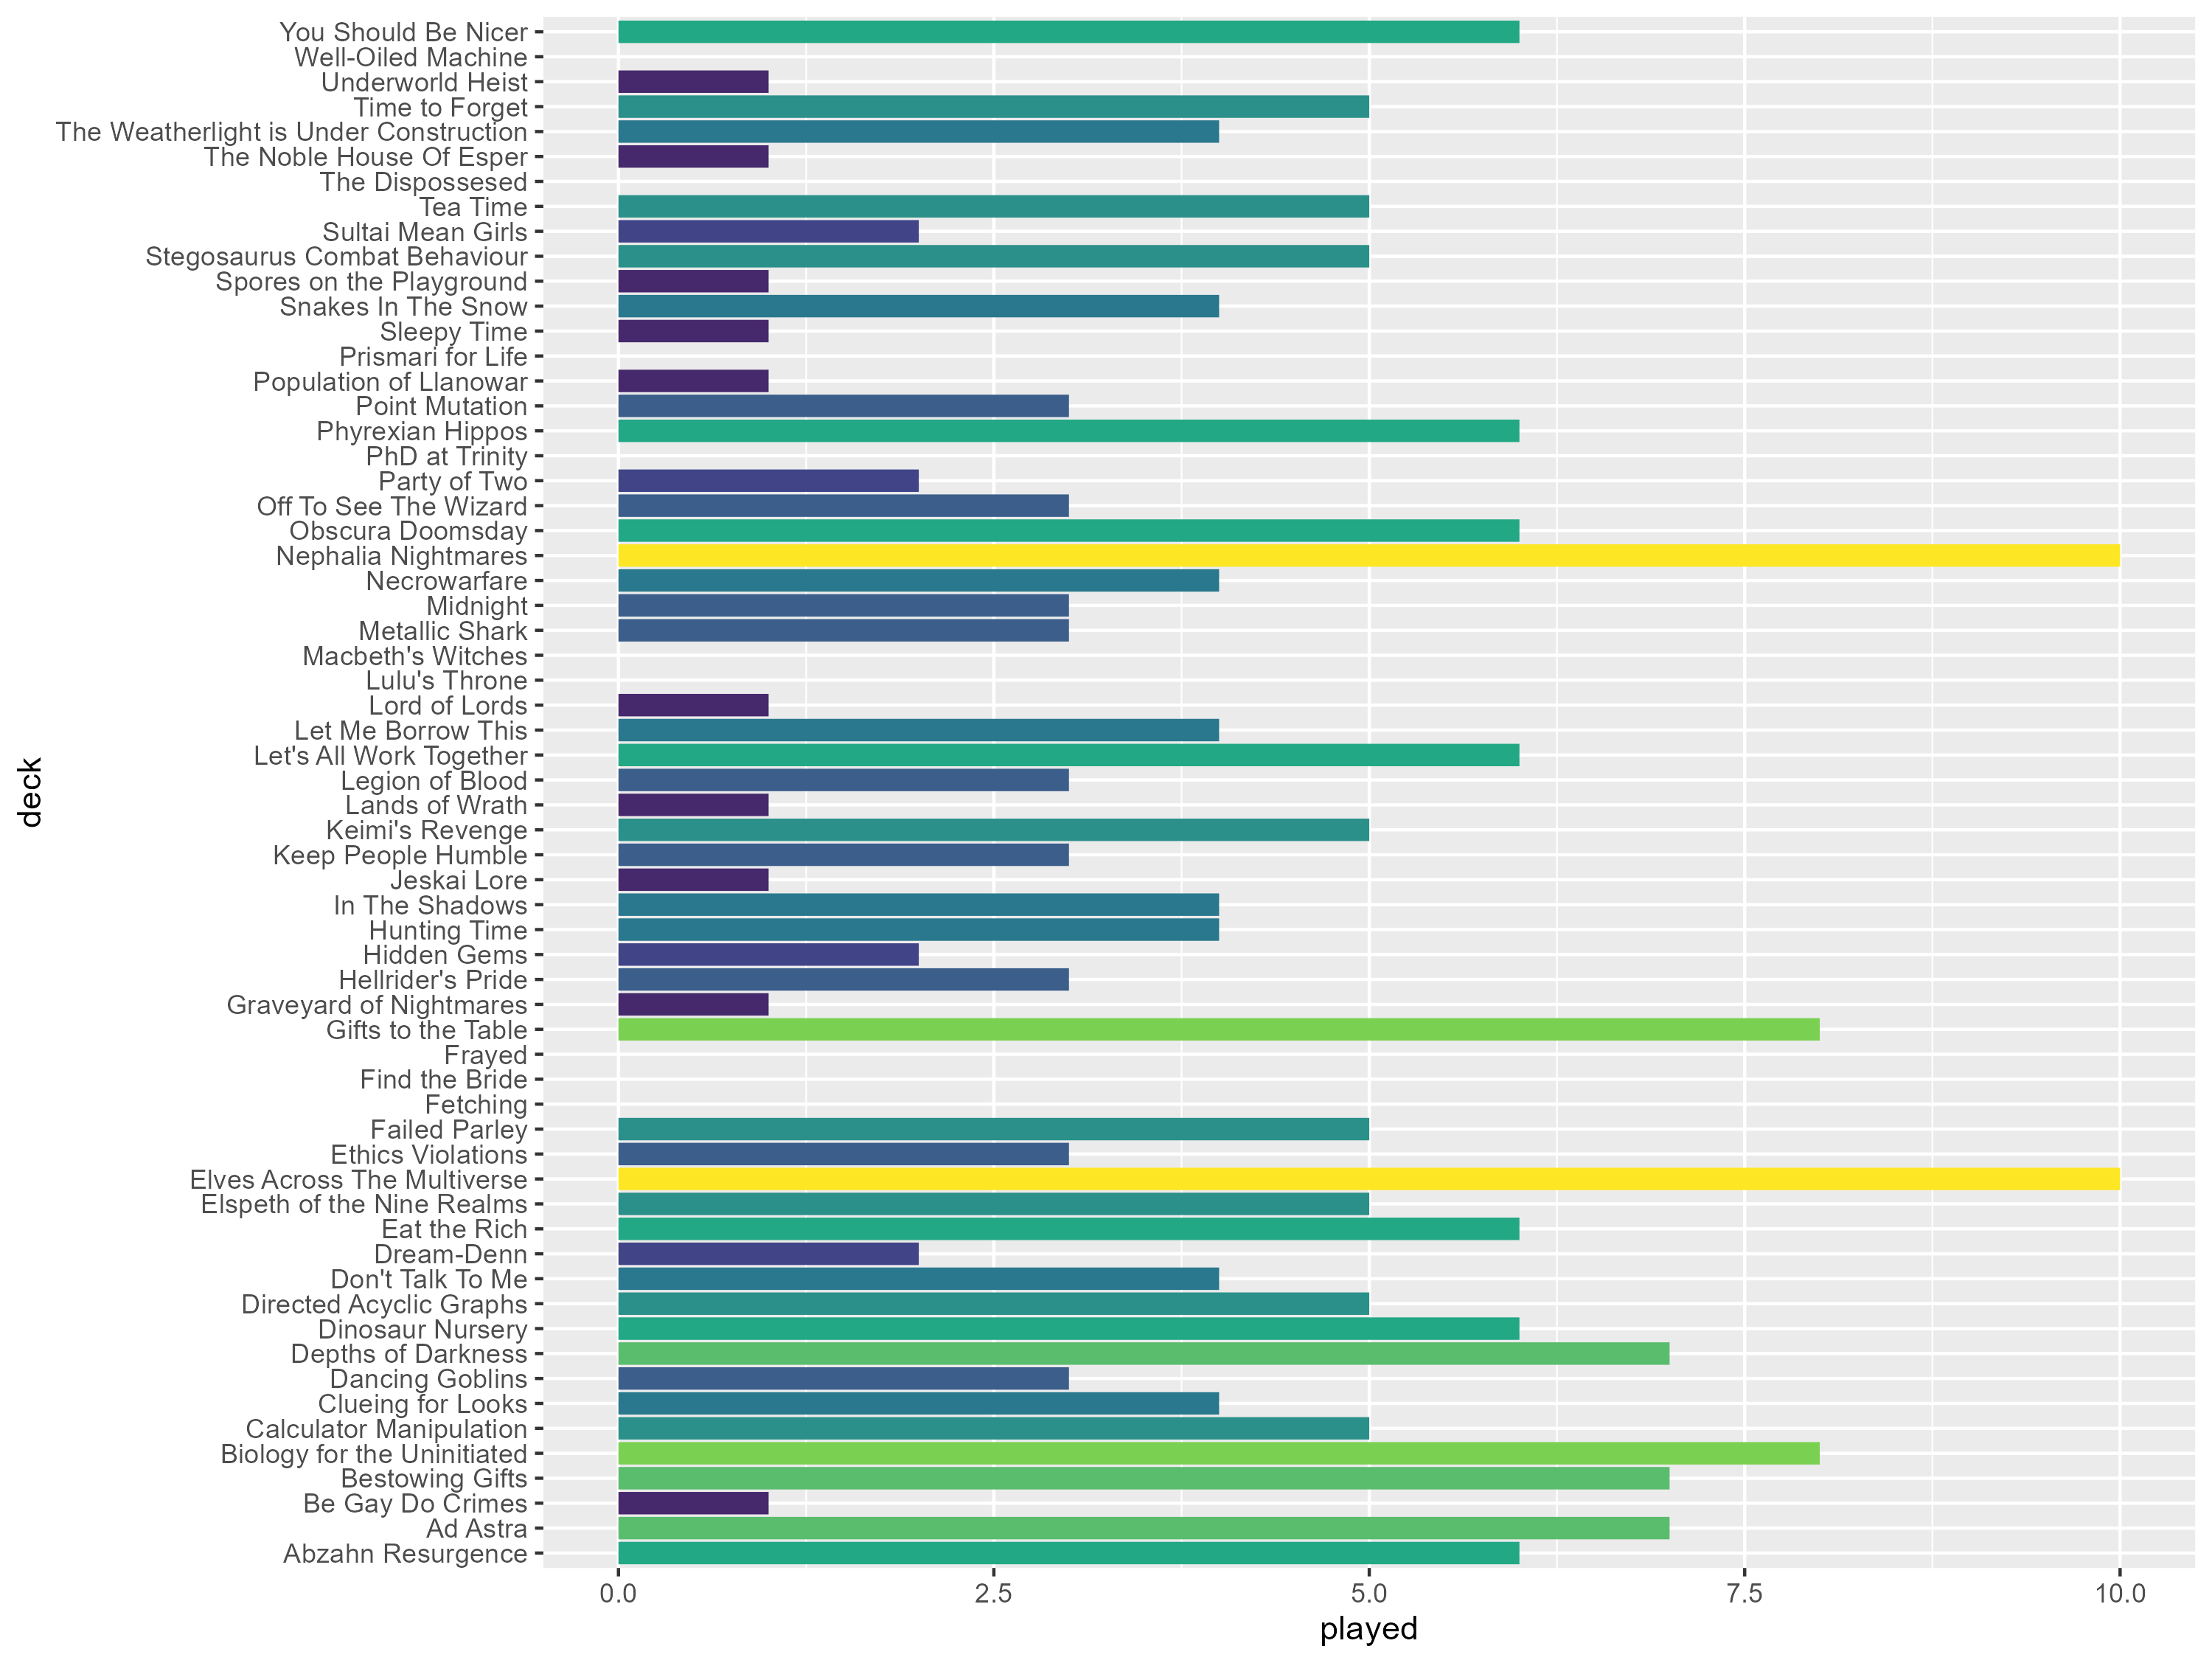 You Should Be Nicer
Well-Oiled Machine
Underworld Heist
Time to Forget
The Weatherlight is Under Construction
The Noble House Of Esper
The Dispossesed
Tea Time
Sultai Mean Girls
Stegosaurus Combat Behaviour
Spores on the Playground
Snakes In The Snow
Sleepy Time
Prismari for Life
Population of Llanowar
Point Mutation
Phyrexian Hippos
PhD at Trinity
Party of Two
Off To See The Wizard
Obscura Doomsday
Nephalia Nightmares
Necrowarfare
Midnight
Metallic Shark
Macbeth's Witches
Lulu's Throne
Lord of Lords
Let Me Borrow This
Let's All Work Together
Legion of Blood
Lands of Wrath
Keimi's Revenge
Keep People Humble
Jeskai Lore
In The Shadows
Hunting Time
Hidden Gems
Hellrider's Pride
Graveyard of Nightmares
Gifts to the Table
Frayed
Find the Bride
Fetching
Failed Parley
Ethics Violations
Elves Across The Multiverse
Elspeth of the Nine Realms
Eat the Rich
Dream-Denn
Don't Talk To Me
Directed Acyclic Graphs
Dinosaur Nursery
Depths of Darkness
Dancing Goblins
Clueing for Looks
Calculator Manipulation
Biology for the Uninitiated
Bestowing Gifts
Be Gay Do Crimes
Ad Astra
Abzahn Resurgence
deck
0.0 2.5 5.0 7.5 10.0
played